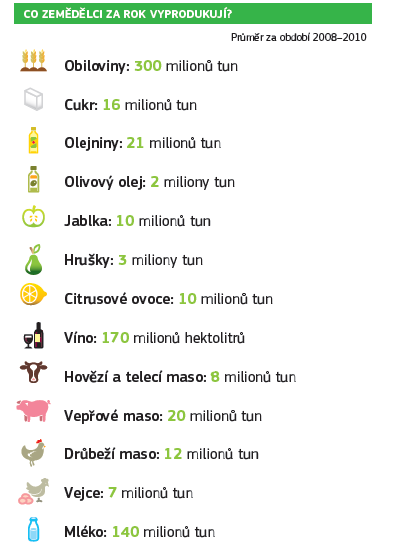 CO ZEMĚDĚLCI ZA ROK VYPRODUKUJÍ?
Průměr za období 2008–2010
Obiloviny: 300 milionů tun
Cukr: 16 milionů tun
Olejniny: 21 milionů tun
Olivový olej: 2 miliony tun
Jablka: 10 milionů tun
Hrušky: 3 miliony tun
Citrusové ovoce: 10 milionů tun
Víno: 170 milionů hektolitrů
Hovězí a telecí maso: 8 milionů tun
Vepřové maso: 20 milionů tun
Drůbeží maso: 12 milionů tun
Vejce: 7 milionů tun
Mléko: 140 milionů tun